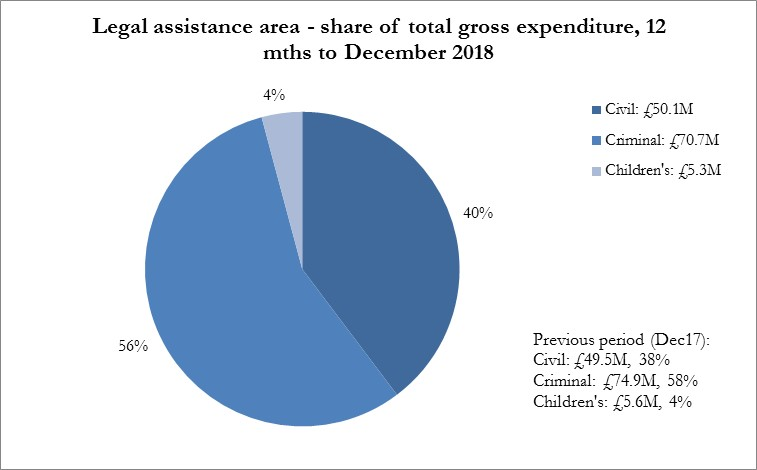 Legal assistance area - share of total gross expenditure, 12
mths to December 2018
4%
40%
56%
Civil: £50.1M
Criminal: £70.7M
Children's: £5.3M
Previous period (Dec17):
Civil: £49.5M, 38%
Criminal: £74.9M, 58%
Children's: £5.6M, 4%